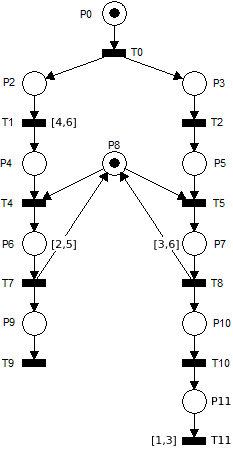 P0
T0
P2
P3
T1
[4,6]
T2
P4
P8
P5
T4
T5
P6
[2,5]
[3,6]
P7
T7
T8
P9
P10
T9
T10
P11
[1,3]
T11